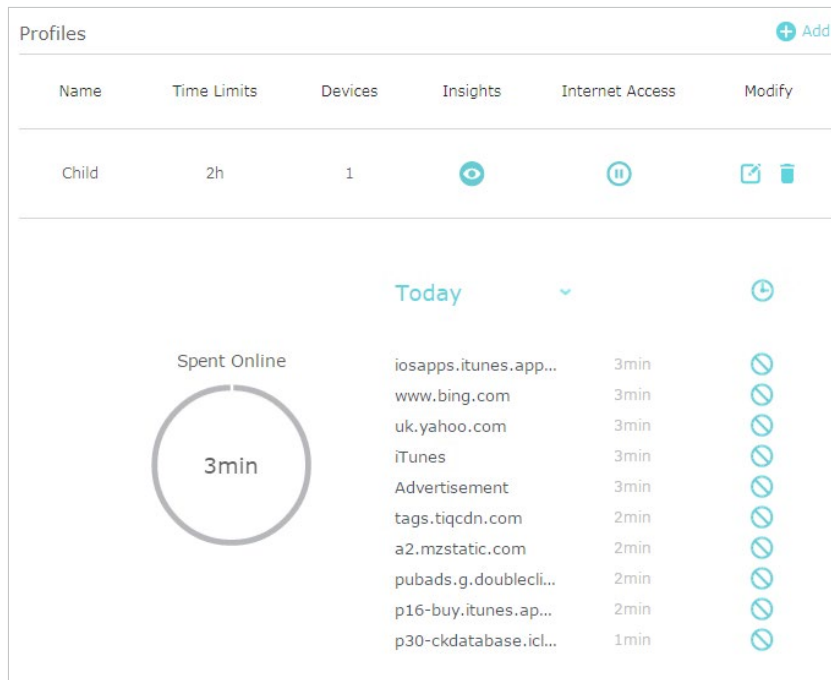 Profiles Add
Name Time Limits Devices Insights Internet Access Modify
Child 2h 1
Today
Spent Online
3min
iosapps.itunes.app... 3min
www.bing.com 3min
uk.yahoo.com 3min
iTunes 3min
Advertisement 3min
tags.tiqcdn.com 2min
a2.mzstatic.com 2min
pubads.g.doublecli... 2min
p16-buy.itunes.ap... 2min
p30-ckdatabase.icl... 1min